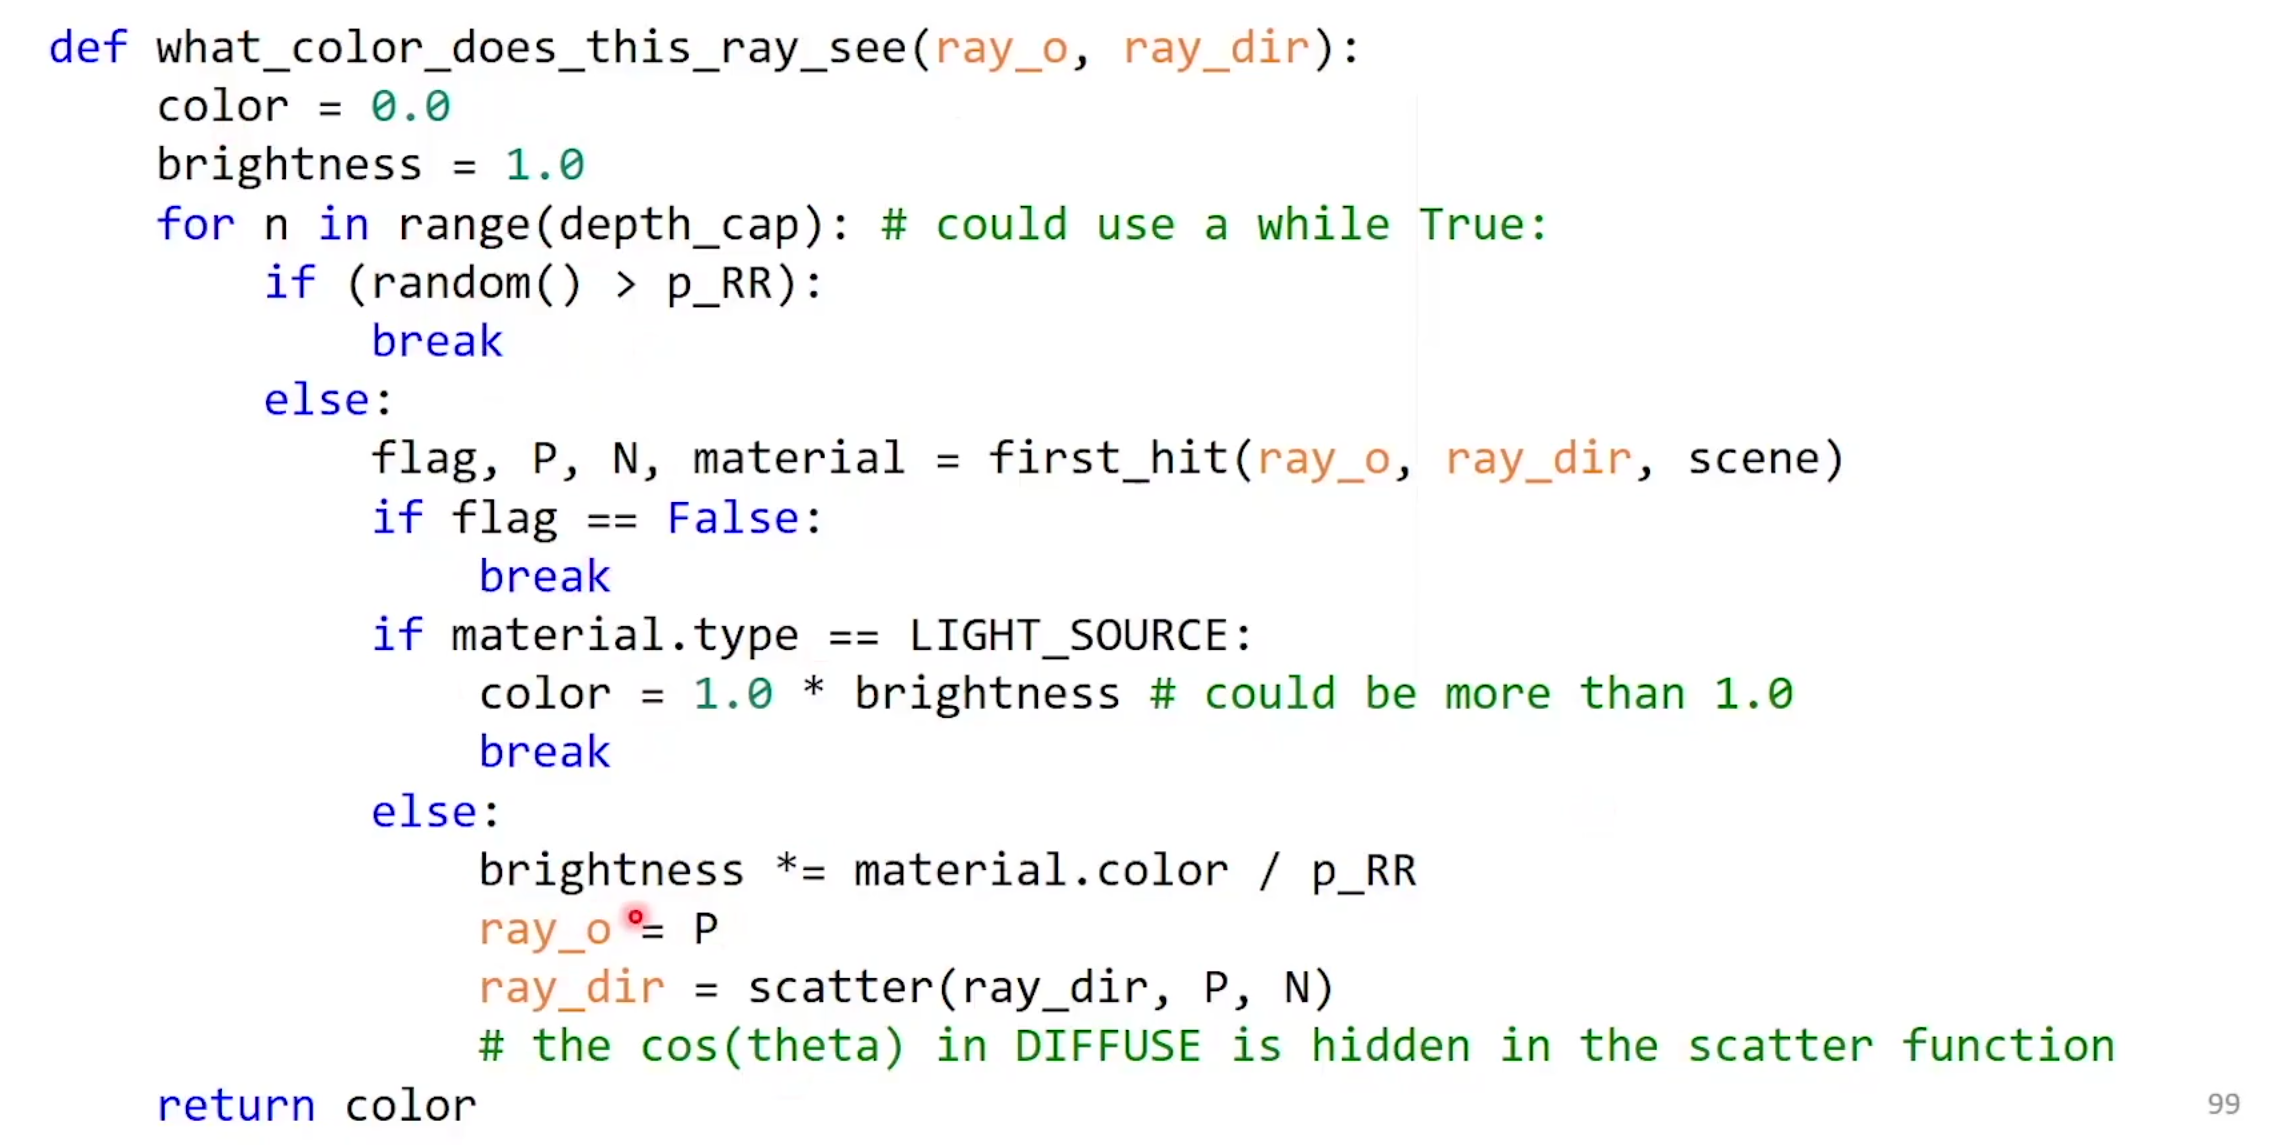 def what_color_does_this_ray_see(ray_o, ray_dir):
    color = 0.0
    brightness = 1.0
    for n in range(depth_cap): # could use a while True:
        if (random() > p_RR):
            break
        else:
            flag, P, N, material = first_hit(ray_o, ray_dir, scene)
            if flag == False:
                break
            if material.type == LIGHT_SOURCE:
                color = 1.0 * brightness # could be more than 1.0
                break
            else:
                brightness *= material.color / p_RR
                ray_o = P
                ray_dir = scatter(ray_dir, P, N)
                # the cos(theta) in DIFFUSE is hidden in the scatter function
    return color
99